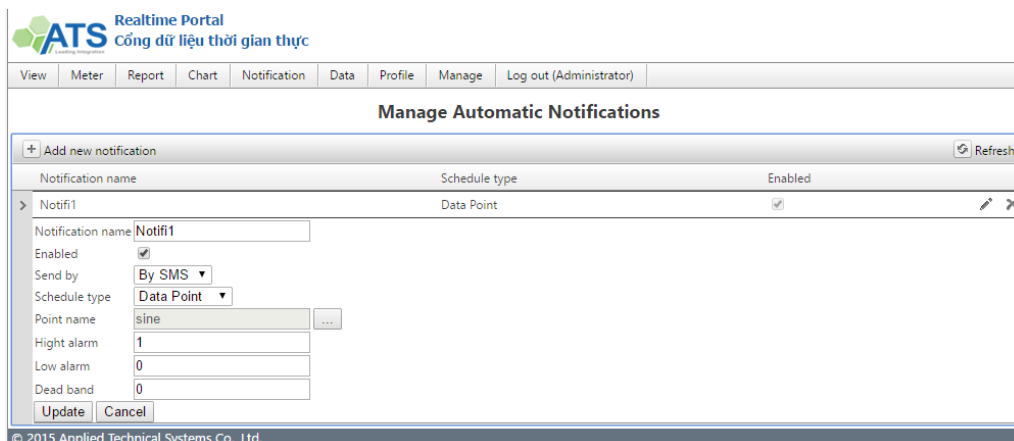 ATS
Leading Integration
Realtime Portal
Cổng dữ liệu thời gian thực
View Meter Report Chart Notification Data Profile Manage Log out (Administrator)
Manage Automatic Notifications
+ Add new notification Refresh
Notification name Schedule type Enabled
Notifi1 Data Point
Notification name Notifi1
Enabled
Send by By SMS
Schedule type Data Point
Point name sine ...
Hight alarm 1
Low alarm 0
Dead band 0
Update Cancel
© 2015 Applied Technical Systems Co., Ltd.